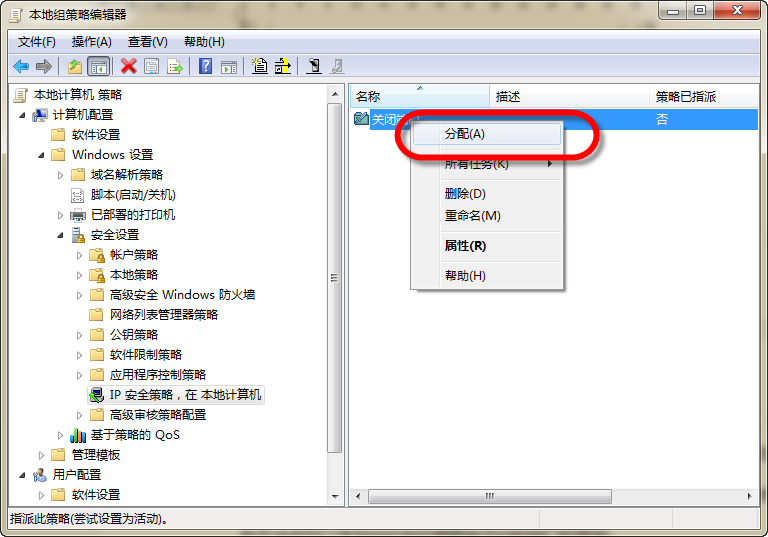 本地组策略编辑器
文件(F) 操作(A) 查看(V) 帮助(H)
本地计算机 策略
计算机配置
软件设置
Windows 设置
域名解析策略
脚本(启动/关机)
已部署的打印机
安全设置
帐户策略
本地策略
高级安全 Windows 防火墙
网络列表管理器策略
公钥策略
软件限制策略
应用程序控制策略
IP 安全策略，在 本地计算机
高级审核策略配置
基于策略的 QoS
管理模板
用户配置
软件设置
名称 描述 策略已指派
关闭 否
分配(A)
所有任务(K)
删除(D)
重命名(M)
属性(R)
帮助(H)
指派此策略(尝试设置为活动)。